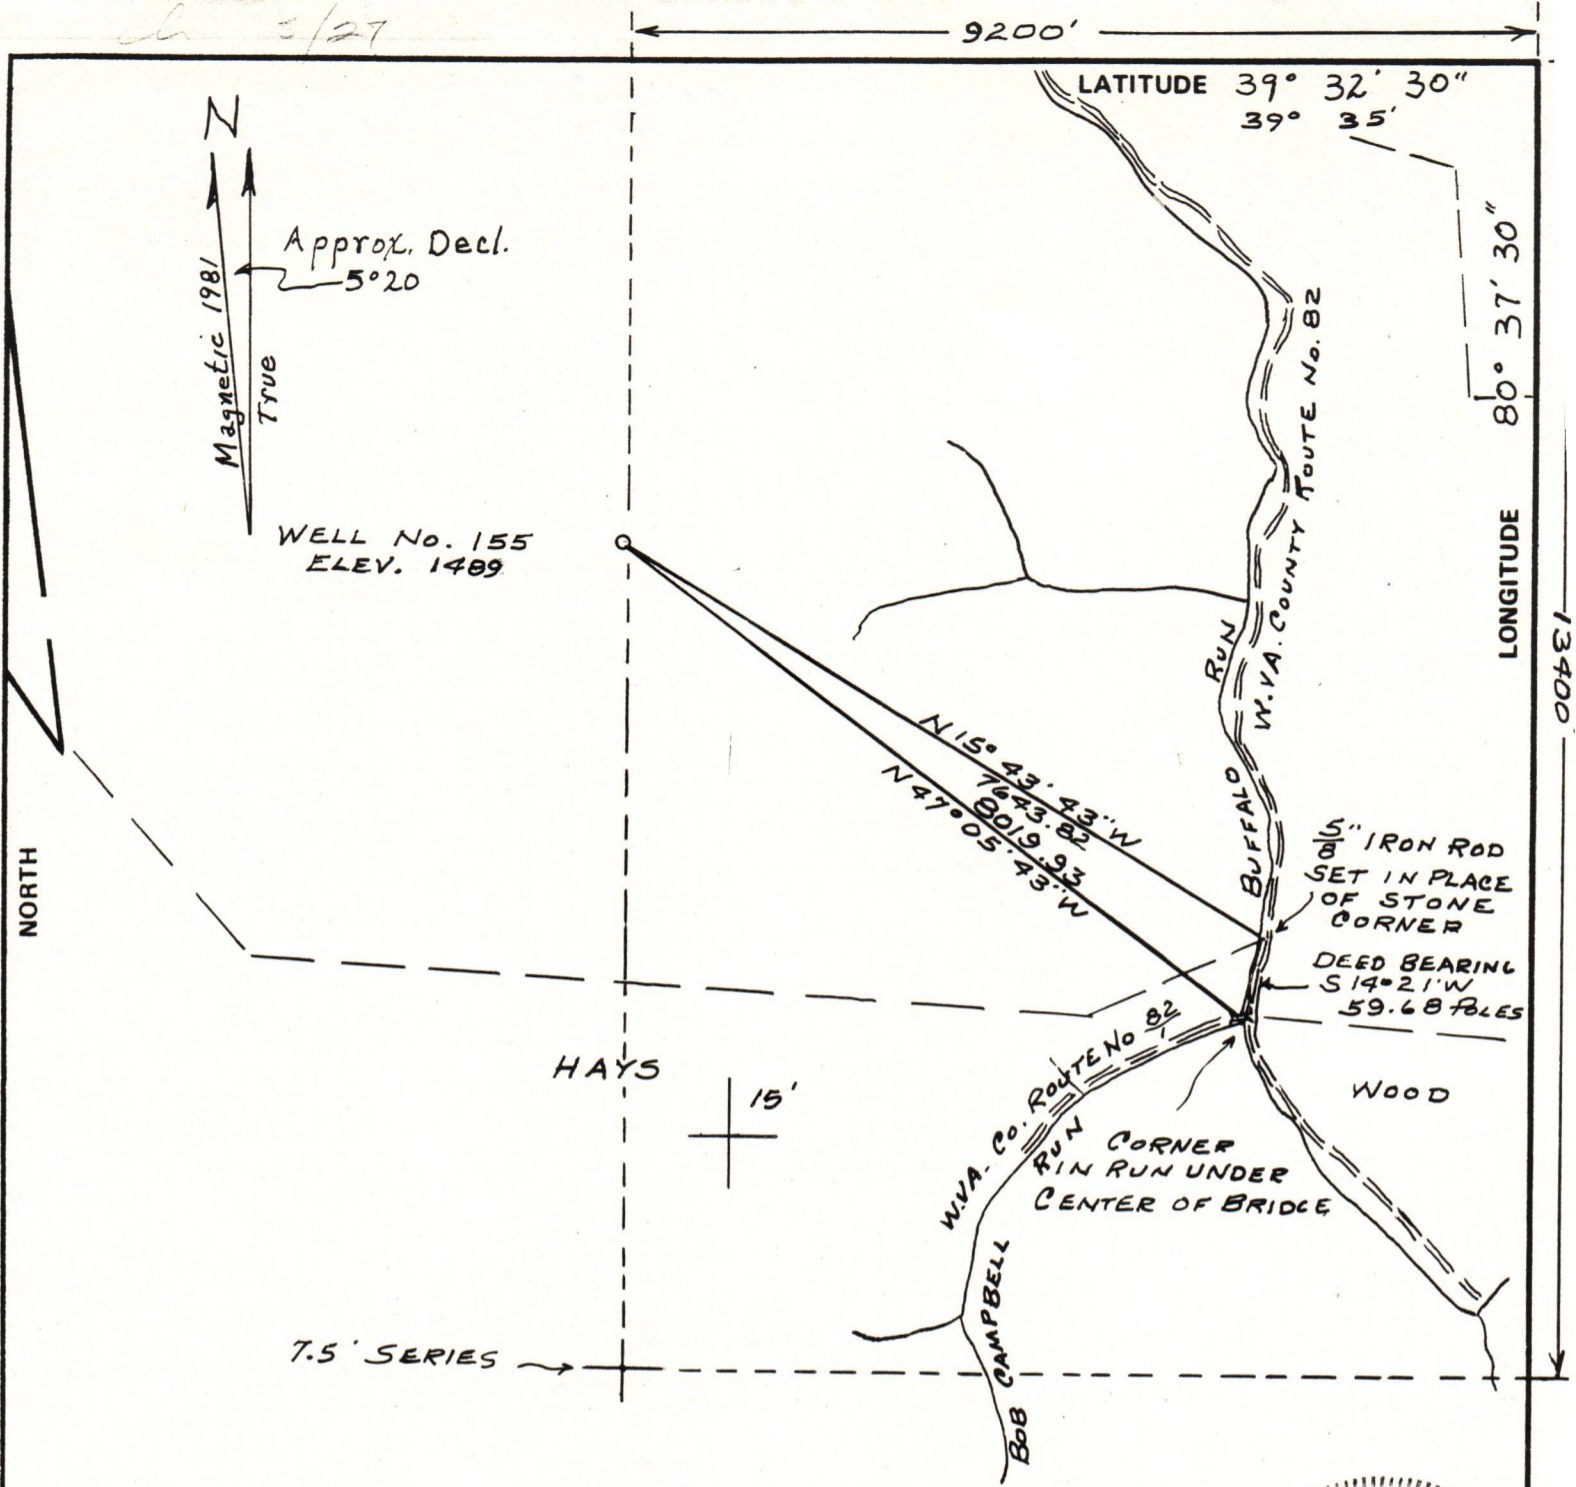 3/27
9200'
LATITUDE 39° 32' 30"
39° 35'
N
Approx. Decl.
5°20
Magnetic 1981
True
80° 37' 30"
LONGITUDE
13400'
W.VA. COUNTY ROUTE No. 82
WELL No. 155
ELEV. 1489
BUFFALO RUN
N 15° 43' 43" W
7643.82
8019.93
N 47° 05' 43" W
5/8" IRON ROD
SET IN PLACE
OF STONE
CORNER
NORTH
DEED BEARING
S 14° 21' W
59.68 POLES
W.VA. Co. ROUTE No 82/1
HAYS
15'
WOOD
CORNER
IN RUN UNDER
CENTER OF BRIDGE
7.5' SERIES
BOB CAMPBELL RUN